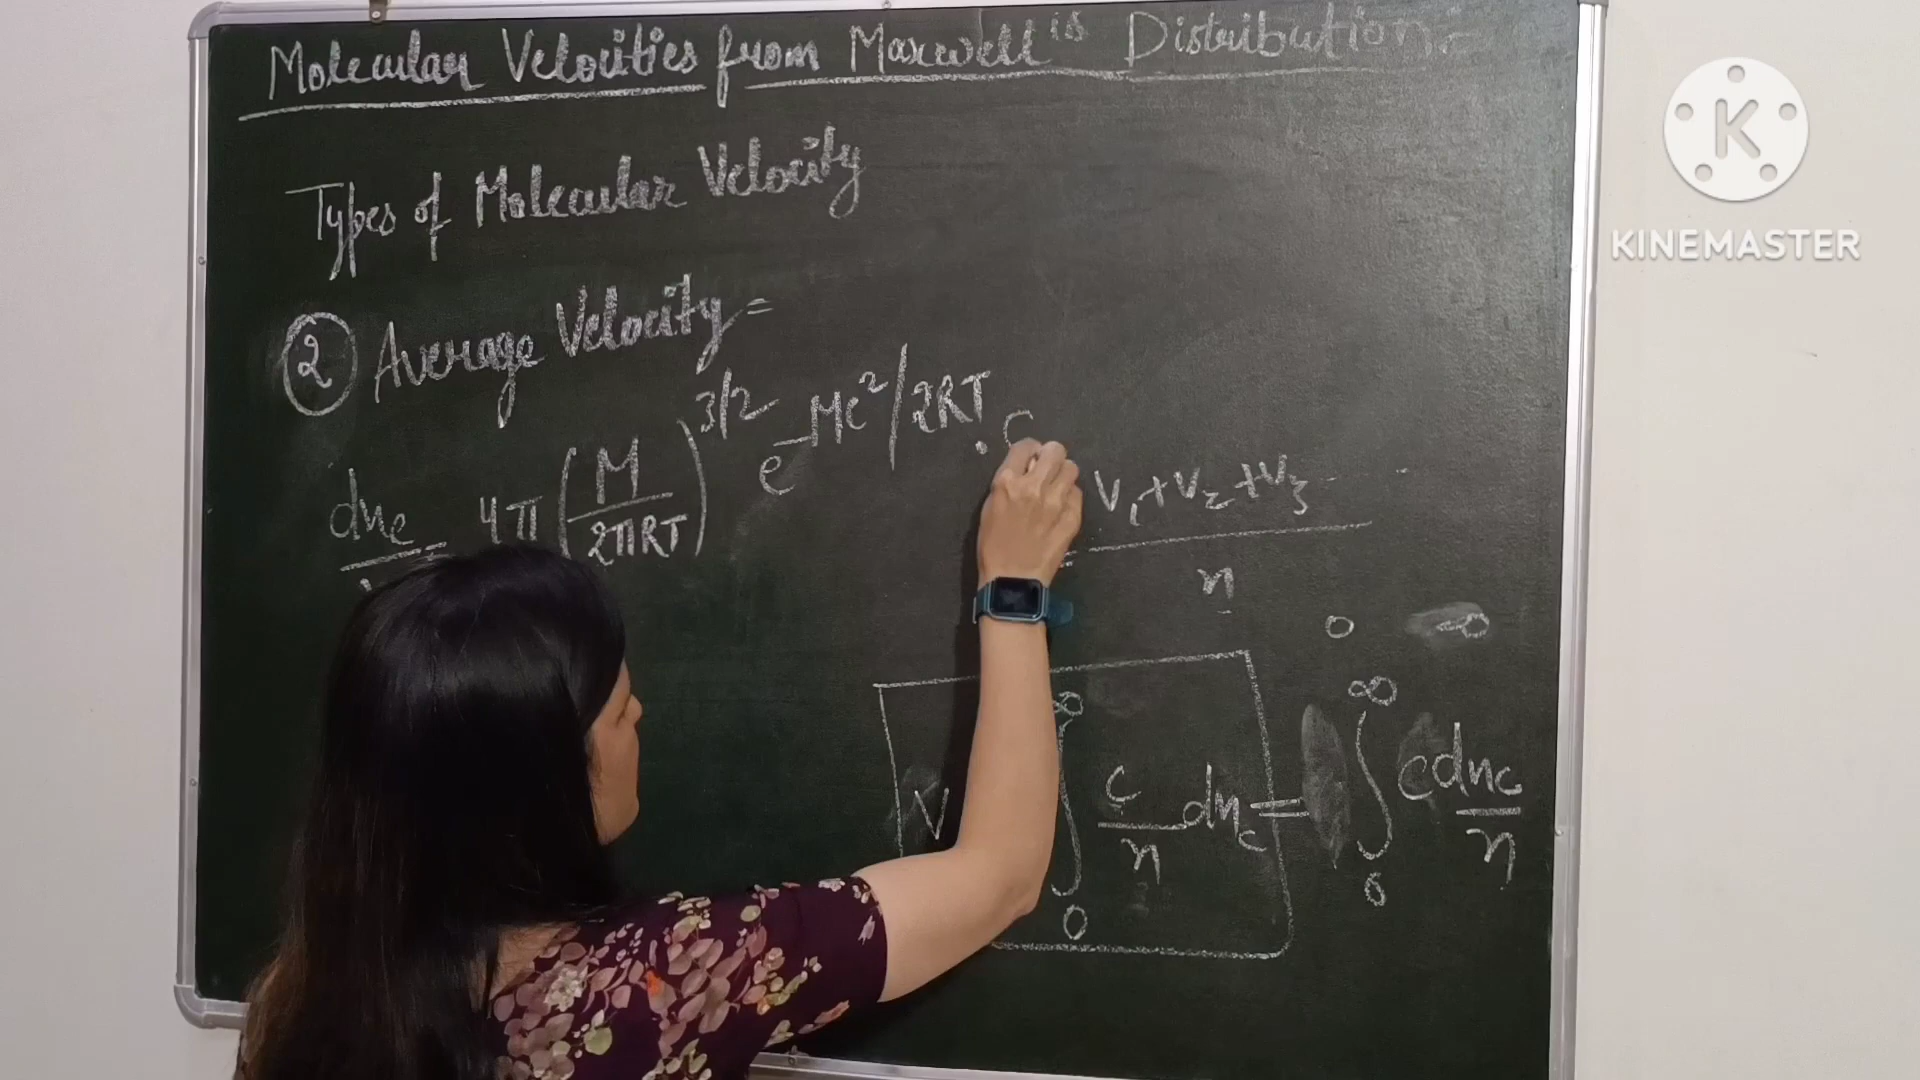 Molecular Velocities from Maxwell's Distribution:-
Types of Molecular Velocity
② Average Velocity =
dnc = 4π (M/2πRT)^3/2 e^-Mc²/2RT . c
V₁+V₂+V₃ - - -
n
0 ∞
V ∫₀^∞ c/n dnc = ∫₀^∞ c dnc/n
K
KINEMASTER